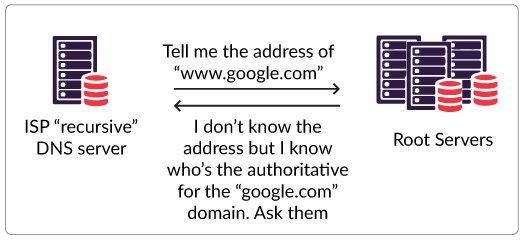 Tell me the address of
“www.google.com”
ISP “recursive”
DNS server
I don’t know the
address but I know
who’s the authoritative
for the “google.com”
domain. Ask them
Root Servers